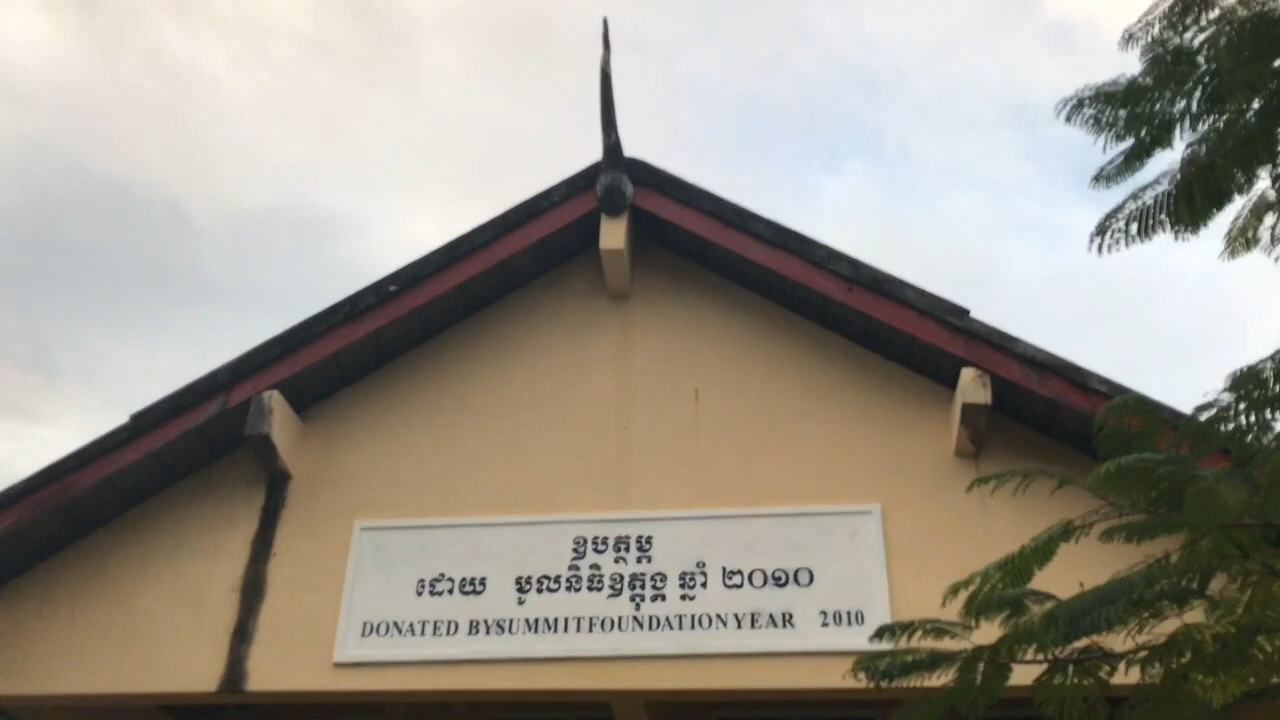 ឧបត្ថម្ភ
ដោយ មូលនិធិឧត្តុង្គ ឆ្នាំ ២០១០
DONATED BYSUMMITFOUNDATIONYEAR 2010